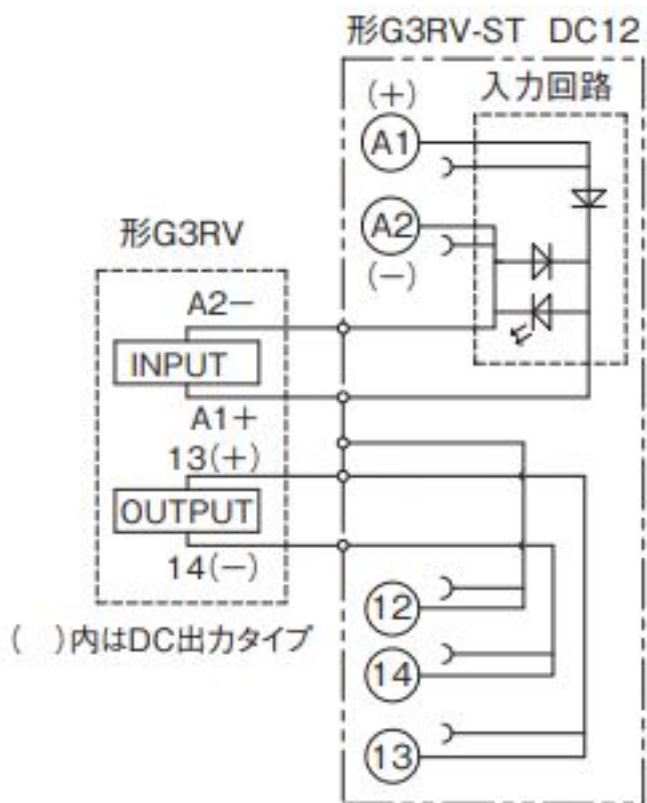 形G3RV-ST DC12
入力回路
(+)
A1
A2
(-)
形G3RV
A2-
INPUT
A1+
13(+)
OUTPUT
14(-)
( )内はDC出力タイプ
12
14
13